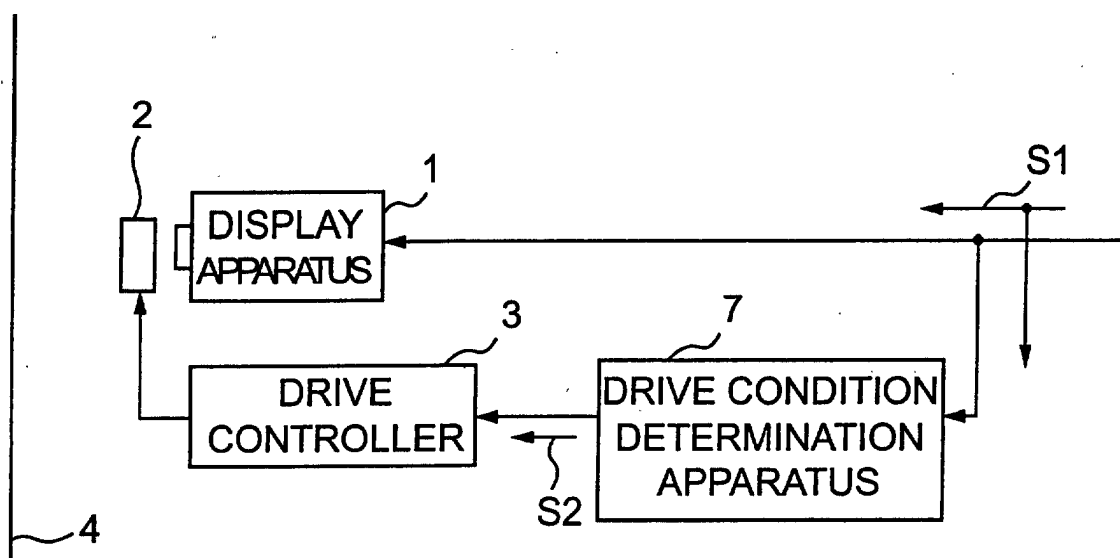 2
1
S1
DISPLAY
APPARATUS
3
7
DRIVE
CONTROLLER
DRIVE CONDITION
DETERMINATION
APPARATUS
S2
4